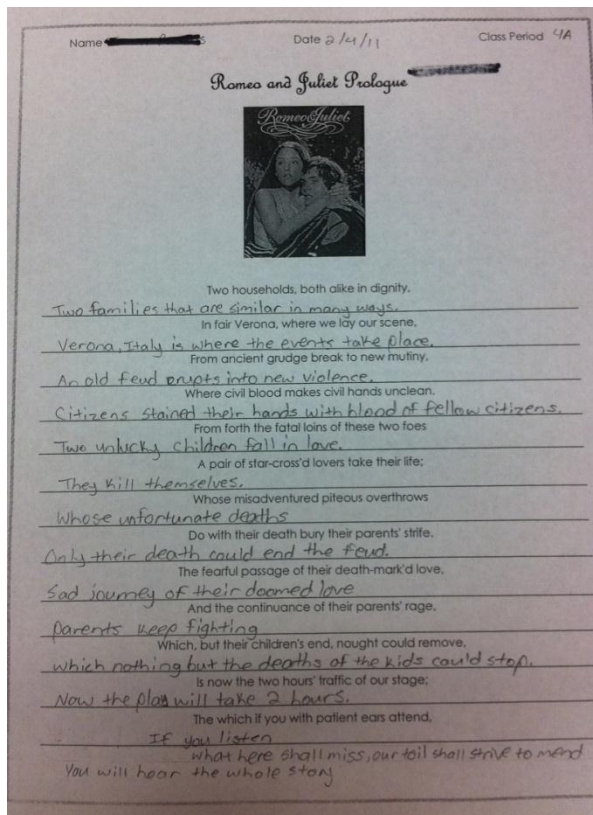 Name Date 2/4/11 Class Period 4A
Romeo and Juliet Prologue
Romeo & Juliet
Two households, both alike in dignity,
Two families that are similar in many ways.
In fair Verona, where we lay our scene,
Verona, Italy is where the events take place.
From ancient grudge break to new mutiny,
An old feud erupts into new violence.
Where civil blood makes civil hands unclean.
Citizens stained their hands with blood of fellow citizens.
From forth the fatal loins of these two foes
Two unlucky children fall in love.
A pair of star-cross'd lovers take their life;
They kill themselves.
Whose misadventured piteous overthrows
Whose unfortunate deaths
Do with their death bury their parents' strife.
Only their death could end the feud.
The fearful passage of their death-mark'd love,
Sad journey of their doomed love
And the continuance of their parents' rage,
Parents keep fighting
Which, but their children's end, nought could remove,
which nothing but the deaths of the kids could stop.
Is now the two hours' traffic of our stage;
Now the play will take 2 hours.
The which if you with patient ears attend,
If you listen
what here shall miss, our toil shall strive to mend
You will hear the whole story